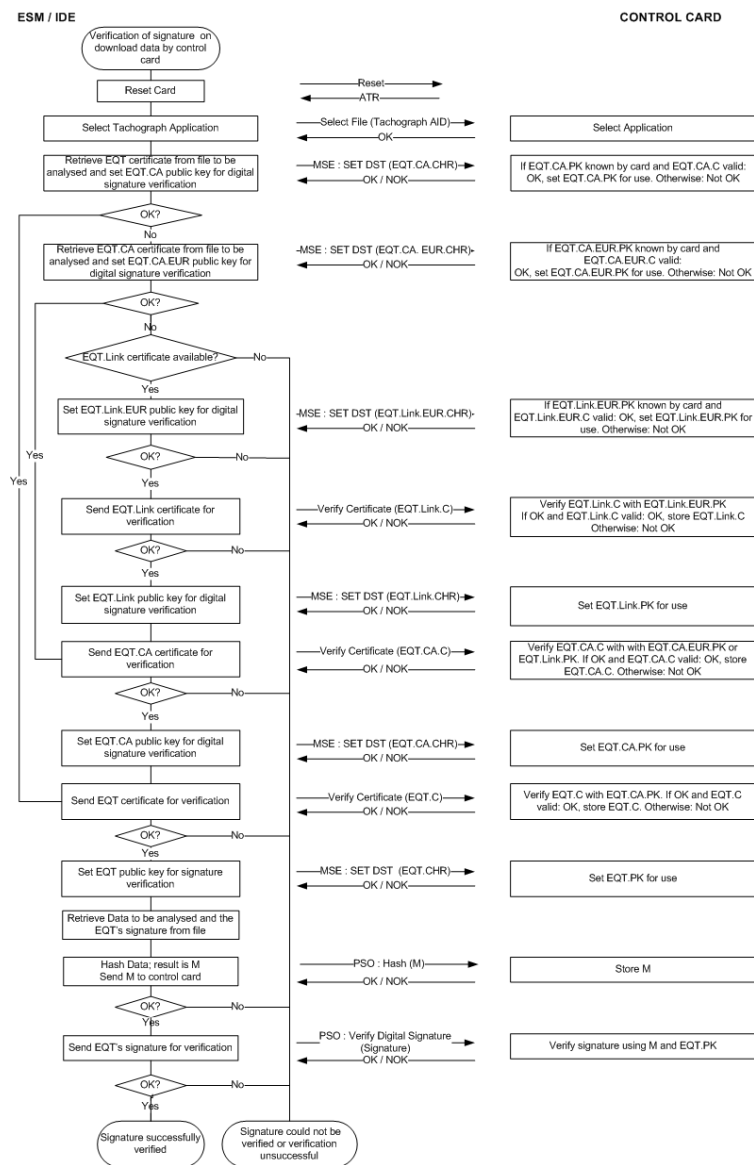 ESM / IDE
CONTROL CARD
Verification of signature on
download data by control
card
Reset Card
Reset
ATR
Select Tachograph Application
Select File (Tachograph AID)
OK
Select Application
Retrieve EQT certificate from file to be
analysed and set EQT.CA public key for digital
signature verification
MSE : SET DST (EQT.CA.CHR)
OK / NOK
If EQT.CA.PK known by card and EQT.CA.C valid:
OK, set EQT.CA.PK for use. Otherwise: Not OK
OK?
No
Retrieve EQT.CA certificate from file to be
analysed and set EQT.CA.EUR public key for
digital signature verification
MSE : SET DST (EQT.CA. EUR.CHR)
OK / NOK
If EQT.CA.EUR.PK known by card and
EQT.CA.EUR.C valid:
OK, set EQT.CA.EUR.PK for use. Otherwise: Not OK
OK?
No
EQT.Link certificate available?
No
Yes
Set EQT.Link.EUR public key for digital
signature verification
MSE : SET DST (EQT.Link.EUR.CHR)
OK / NOK
If EQT.Link.EUR.PK known by card and
EQT.Link.EUR.C valid: OK, set EQT.Link.EUR.PK for
use. Otherwise: Not OK
Yes
OK?
No
Yes
Yes
Send EQT.Link certificate for
verification
Verify Certificate (EQT.Link.C)
OK / NOK
Verify EQT.Link.C with EQT.Link.EUR.PK
If OK and EQT.Link.C valid: OK, store EQT.Link.C
Otherwise: Not OK
OK?
No
Yes
Set EQT.Link public key for digital
signature verification
MSE : SET DST (EQT.Link.CHR)
OK / NOK
Set EQT.Link.PK for use
Send EQT.CA certificate for
verification
Verify Certificate (EQT.CA.C)
OK / NOK
Verify EQT.CA.C with with EQT.CA.EUR.PK or
EQT.Link.PK. If OK and EQT.CA.C valid: OK, store
EQT.CA.C. Otherwise: Not OK
OK?
No
Yes
Set EQT.CA public key for digital
signature verification
MSE : SET DST (EQT.CA.CHR)
OK / NOK
Set EQT.CA.PK for use
Send EQT certificate for verification
Verify Certificate (EQT.C)
OK / NOK
Verify EQT.C with EQT.CA.PK. If OK and EQT.C
valid: OK, store EQT.C. Otherwise: Not OK
OK?
No
Yes
Set EQT public key for signature
verification
MSE : SET DST (EQT.CHR)
OK / NOK
Set EQT.PK for use
Retrieve Data to be analysed and the
EQT's signature from file
Hash Data; result is M
Send M to control card
PSO : Hash (M)
OK / NOK
Store M
OK?
No
Yes
Send EQT's signature for verification
PSO : Verify Digital Signature
(Signature)
OK / NOK
Verify signature using M and EQT.PK
OK?
No
Yes
Signature successfully
verified
Signature could not be
verified or verification
unsuccessful